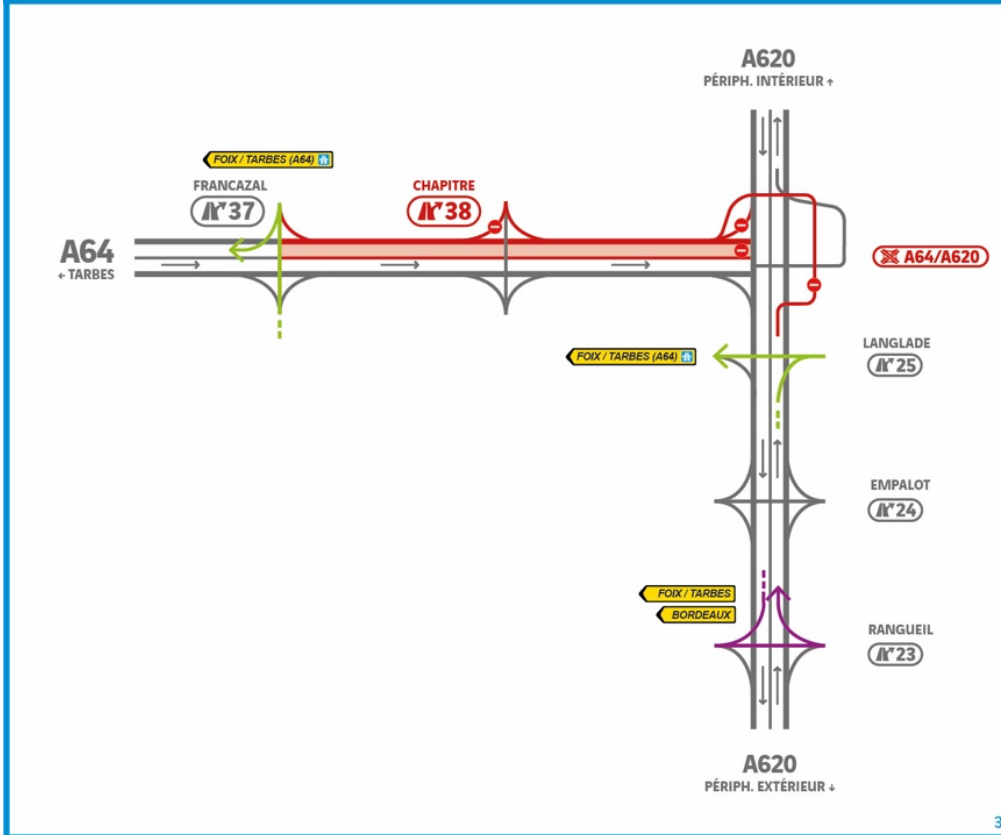 A620
PÉRIPH. INTÉRIEUR ↑
FOIX / TARBES (A64)
FRANCAZAL
37
CHAPITRE
38
A64
← TARBES
A64/A620
LANGLADE
25
FOIX / TARBES (A64)
EMPALOT
24
FOIX / TARBES
BORDEAUX
RANGUEIL
23
A620
PÉRIPH. EXTÉRIEUR ↓
3